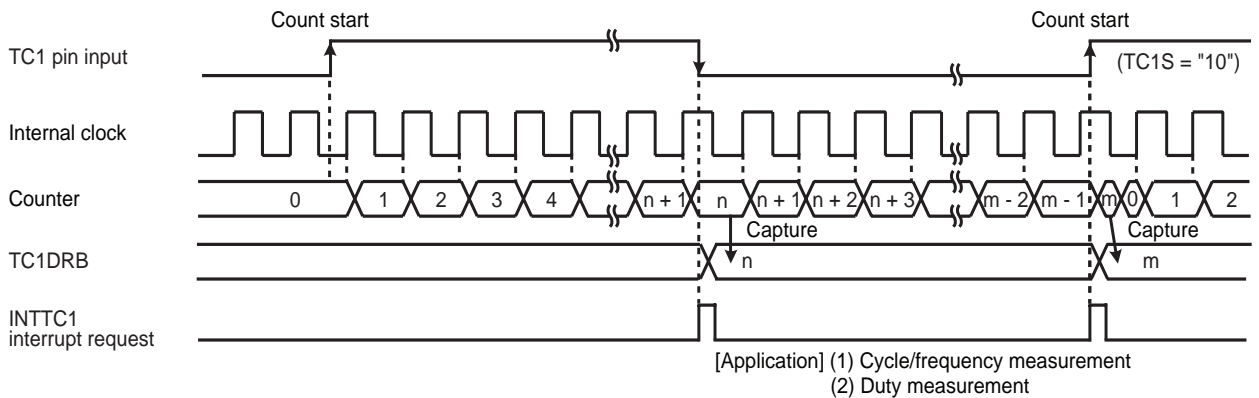 Count start Count start
TC1 pin input (TC1S = "10")
Internal clock
Counter 0 1 2 3 4 n + 1 n n + 1 n + 2 n + 3 m - 2 m - 1 m 0 1 2
Capture Capture
TC1DRB n m
INTTC1
interrupt request
[Application] (1) Cycle/frequency measurement
(2) Duty measurement